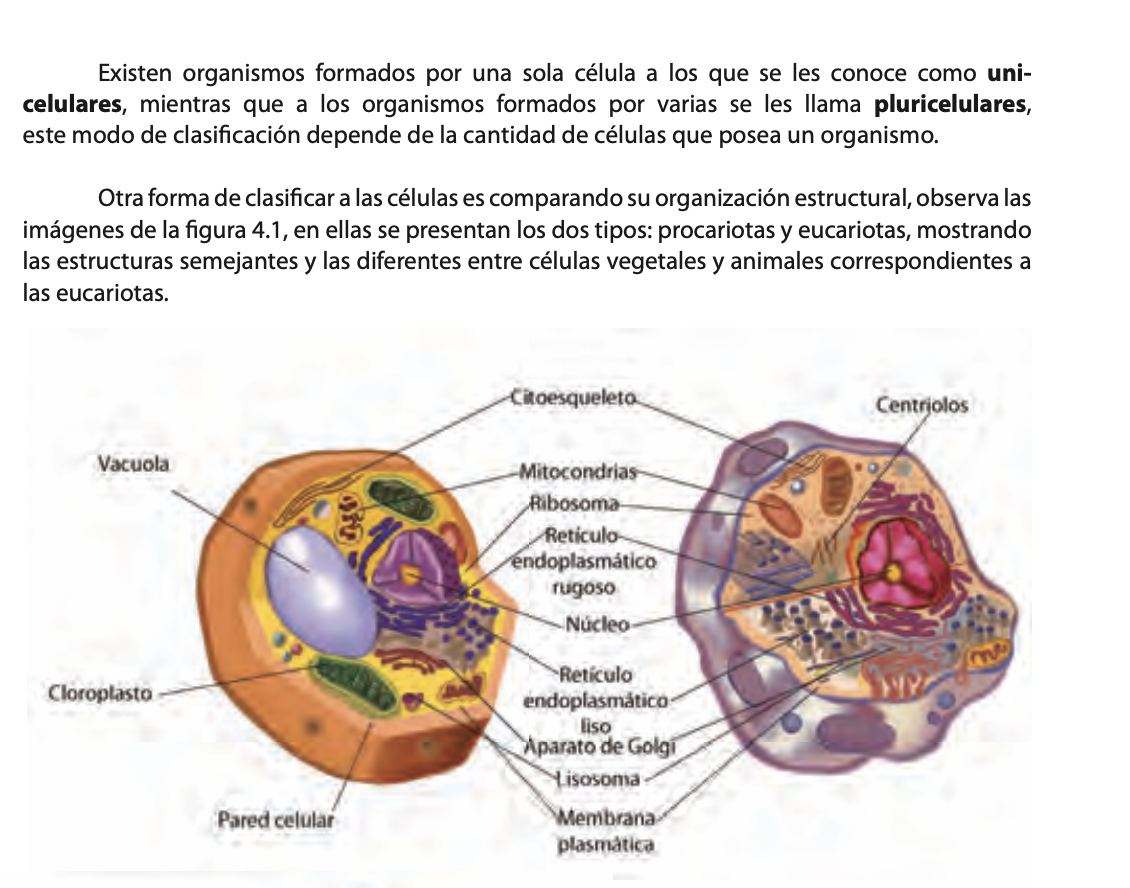 Existen organismos formados por una sola célula a los que se les conoce como uni-
celulares, mientras que a los organismos formados por varias se les llama pluricelulares,
este modo de clasificación depende de la cantidad de células que posea un organismo.
Otra forma de clasificar a las células es comparando su organización estructural, observa las
imágenes de la figura 4.1, en ellas se presentan los dos tipos: procariotas y eucariotas, mostrando
las estructuras semejantes y las diferentes entre células vegetales y animales correspondientes a
las eucariotas.
Citoesqueleto
Centriolos
Vacuola
Mitocondrias
Ribosoma
Retículo
endoplasmático
rugoso
Núcleo
Retículo
endoplasmático
liso
Cloroplasto
Aparato de Golgi
Lisosoma
Pared celular
Membrana
plasmática